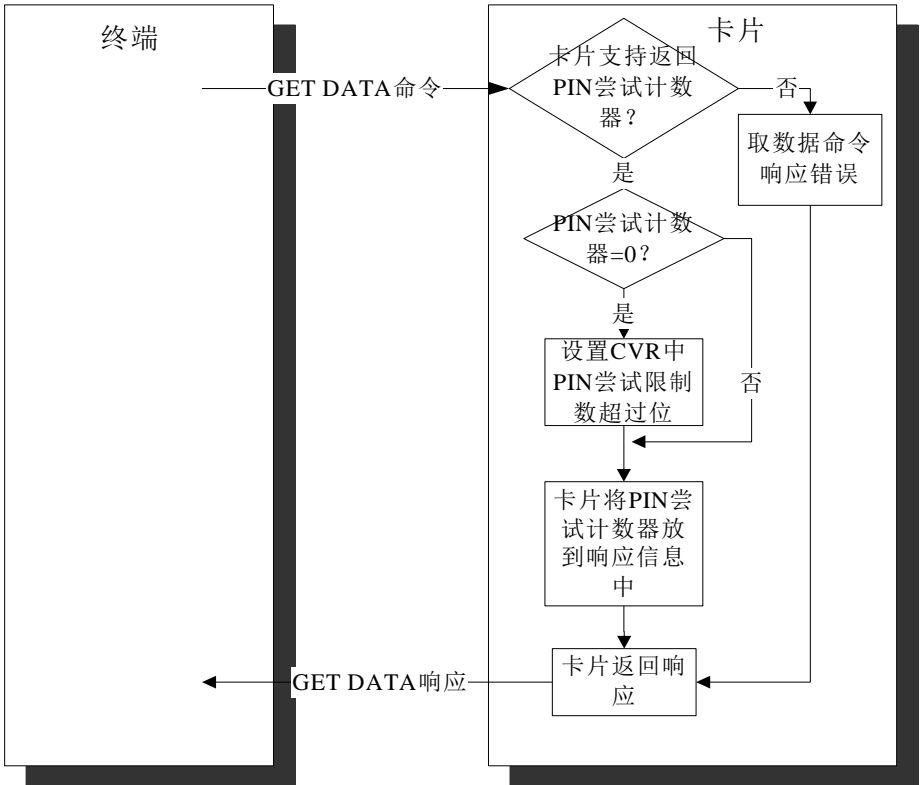 终端
卡片
卡片支持返回
PIN尝试计数
器？
GET DATA命令
否
取数据命令
响应错误
是
PIN尝试计数
器=0？
是
设置CVR中
PIN尝试限制
数超过位
否
卡片将PIN尝
试计数器放
到响应信息
中
卡片返回响
应
GET DATA响应